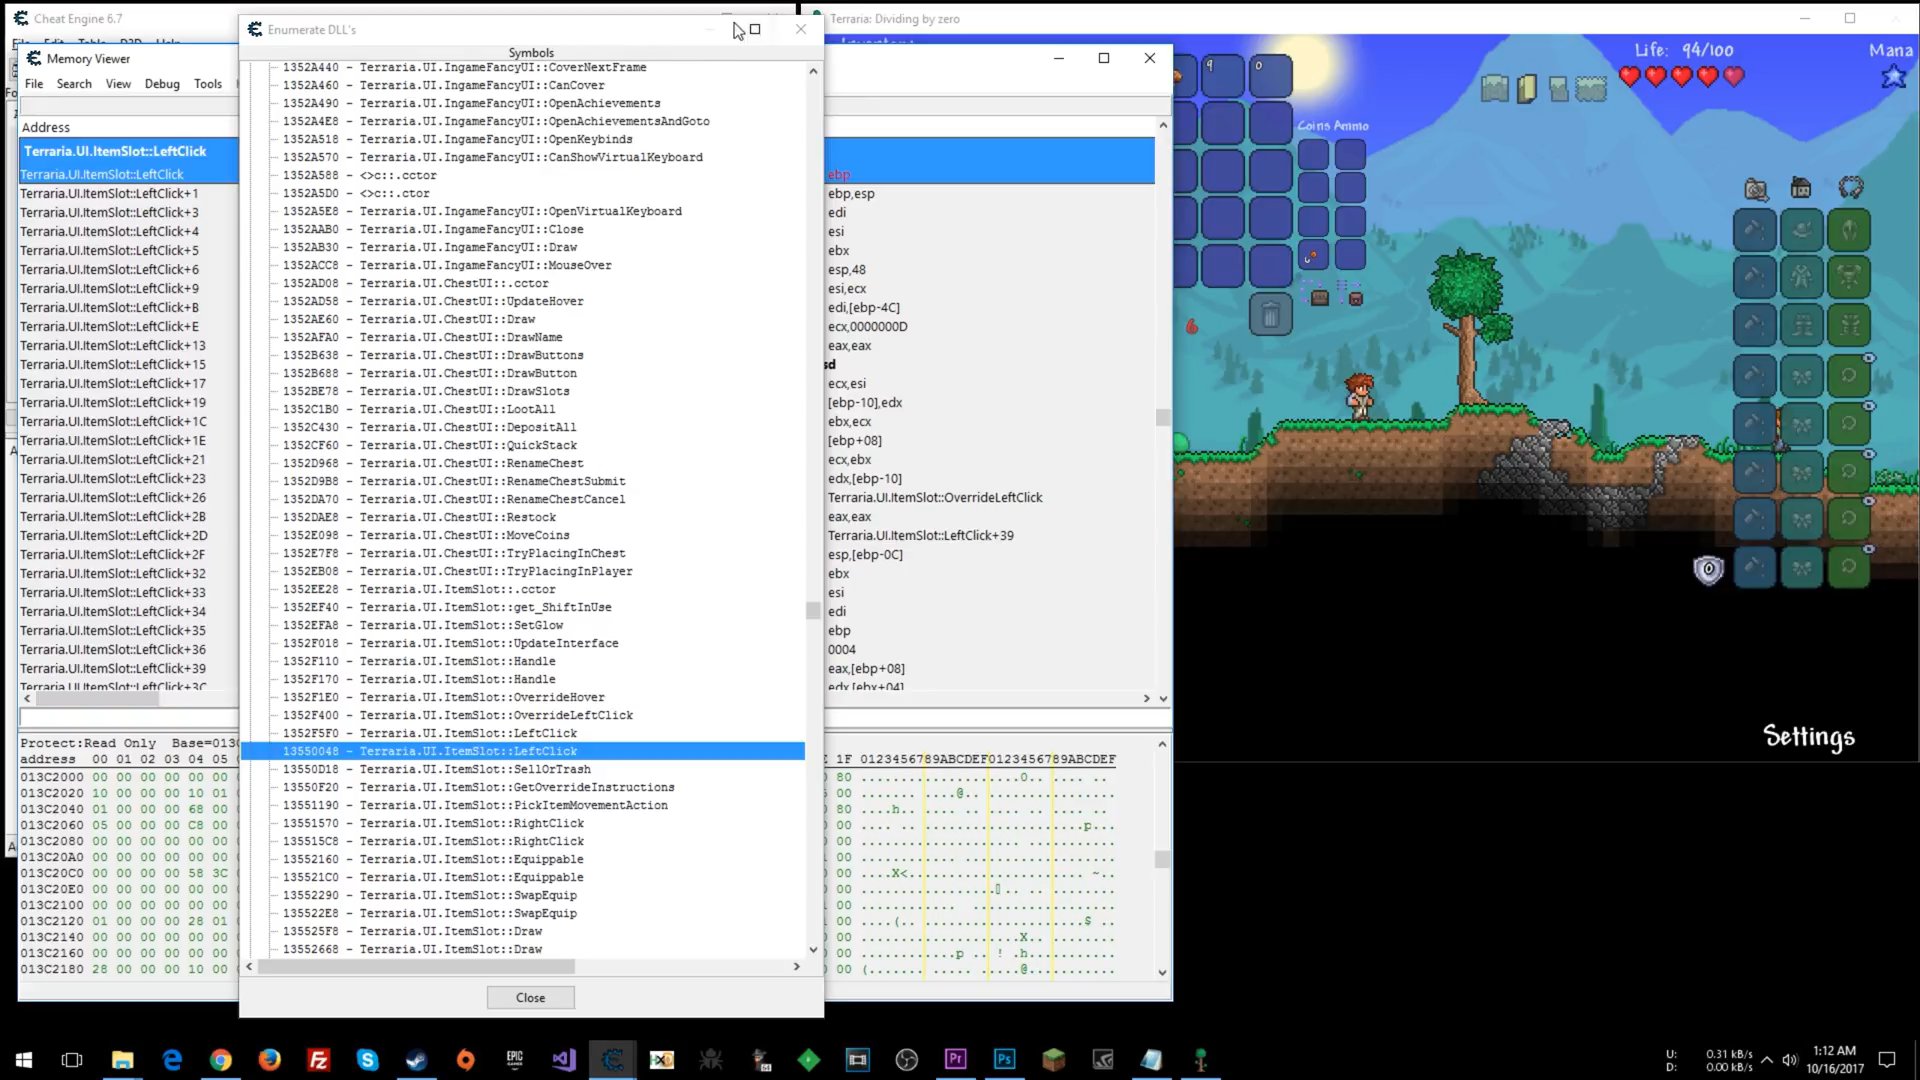 Cheat Engine 6.7
Enumerate DLL's
Terraria: Dividing by zero
Memory Viewer
File Search View Debug Tools
Symbols
Address
Terraria.UI.ItemSlot::LeftClick
Terraria.UI.ItemSlot::LeftClick
Terraria.UI.ItemSlot::LeftClick+1
Terraria.UI.ItemSlot::LeftClick+3
Terraria.UI.ItemSlot::LeftClick+4
Terraria.UI.ItemSlot::LeftClick+5
Terraria.UI.ItemSlot::LeftClick+6
Terraria.UI.ItemSlot::LeftClick+9
Terraria.UI.ItemSlot::LeftClick+B
Terraria.UI.ItemSlot::LeftClick+E
Terraria.UI.ItemSlot::LeftClick+13
Terraria.UI.ItemSlot::LeftClick+15
Terraria.UI.ItemSlot::LeftClick+17
Terraria.UI.ItemSlot::LeftClick+19
Terraria.UI.ItemSlot::LeftClick+1C
Terraria.UI.ItemSlot::LeftClick+1E
Terraria.UI.ItemSlot::LeftClick+21
Terraria.UI.ItemSlot::LeftClick+23
Terraria.UI.ItemSlot::LeftClick+26
Terraria.UI.ItemSlot::LeftClick+2B
Terraria.UI.ItemSlot::LeftClick+2D
Terraria.UI.ItemSlot::LeftClick+2F
Terraria.UI.ItemSlot::LeftClick+32
Terraria.UI.ItemSlot::LeftClick+33
Terraria.UI.ItemSlot::LeftClick+34
Terraria.UI.ItemSlot::LeftClick+35
Terraria.UI.ItemSlot::LeftClick+36
Terraria.UI.ItemSlot::LeftClick+39
Terraria.UI.ItemSlot::LeftClick+3C
1352A440 - Terraria.UI.IngameFancyUI::CoverNextFrame
1352A460 - Terraria.UI.IngameFancyUI::CanCover
1352A490 - Terraria.UI.IngameFancyUI::OpenAchievements
1352A4E8 - Terraria.UI.IngameFancyUI::OpenAchievementsAndGoto
1352A518 - Terraria.UI.IngameFancyUI::OpenKeybinds
1352A570 - Terraria.UI.IngameFancyUI::CanShowVirtualKeyboard
1352A588 - <>c::.cctor
1352A5D0 - <>c::.ctor
1352A5E8 - Terraria.UI.IngameFancyUI::OpenVirtualKeyboard
1352AAB0 - Terraria.UI.IngameFancyUI::Close
1352AB30 - Terraria.UI.IngameFancyUI::Draw
1352ACC8 - Terraria.UI.IngameFancyUI::MouseOver
1352AD08 - Terraria.UI.ChestUI::.cctor
1352AD58 - Terraria.UI.ChestUI::UpdateHover
1352AE60 - Terraria.UI.ChestUI::Draw
1352AFA0 - Terraria.UI.ChestUI::DrawName
1352B638 - Terraria.UI.ChestUI::DrawButtons
1352B688 - Terraria.UI.ChestUI::DrawButton
1352BE78 - Terraria.UI.ChestUI::DrawSlots
1352C1B0 - Terraria.UI.ChestUI::LootAll
1352C430 - Terraria.UI.ChestUI::DepositAll
1352CF60 - Terraria.UI.ChestUI::QuickStack
1352D968 - Terraria.UI.ChestUI::RenameChest
1352D9B8 - Terraria.UI.ChestUI::RenameChestSubmit
1352DA70 - Terraria.UI.ChestUI::RenameChestCancel
1352DAE8 - Terraria.UI.ChestUI::Restock
1352E098 - Terraria.UI.ChestUI::MoveCoins
1352E7F8 - Terraria.UI.ChestUI::TryPlacingInChest
1352EB08 - Terraria.UI.ChestUI::TryPlacingInPlayer
1352EE28 - Terraria.UI.ItemSlot::.cctor
1352EF40 - Terraria.UI.ItemSlot::get_ShiftInUse
1352EFA8 - Terraria.UI.ItemSlot::SetGlow
1352F018 - Terraria.UI.ItemSlot::UpdateInterface
1352F110 - Terraria.UI.ItemSlot::Handle
1352F170 - Terraria.UI.ItemSlot::Handle
1352F1E0 - Terraria.UI.ItemSlot::OverrideHover
1352F400 - Terraria.UI.ItemSlot::OverrideLeftClick
1352F5F0 - Terraria.UI.ItemSlot::LeftClick
13550048 - Terraria.UI.ItemSlot::LeftClick
13550D18 - Terraria.UI.ItemSlot::SellOrTrash
13550F20 - Terraria.UI.ItemSlot::GetOverrideInstructions
13551190 - Terraria.UI.ItemSlot::PickItemMovementAction
13551570 - Terraria.UI.ItemSlot::RightClick
135515C8 - Terraria.UI.ItemSlot::RightClick
13552160 - Terraria.UI.ItemSlot::Equippable
135521C0 - Terraria.UI.ItemSlot::Equippable
13552290 - Terraria.UI.ItemSlot::SwapEquip
135522E8 - Terraria.UI.ItemSlot::SwapEquip
135525F8 - Terraria.UI.ItemSlot::Draw
13552668 - Terraria.UI.ItemSlot::Draw
Close
ebp
ebp,esp
edi
esi
ebx
esp,48
esi,ecx
edi,[ebp-4C]
ecx,0000000D
eax,eax
sd
ecx,esi
[ebp-10],edx
ebx,ecx
[ebp+08]
ecx,ebx
edx,[ebp-10]
Terraria.UI.ItemSlot::OverrideLeftClick
eax,eax
Terraria.UI.ItemSlot::LeftClick+39
esp,[ebp-0C]
ebx
esi
edi
ebp
0004
eax,[ebp+08]
edx,[ebp+04]
Protect:Read Only Base=013C
address 00 01 02 03 04 05
013C2000 00 00 00 00 00 00
013C2020 10 00 00 00 10 01
013C2040 01 00 00 00 68 00
013C2060 05 00 00 00 C8 00
013C2080 00 00 00 00 00 00
013C20A0 00 00 00 00 00 00
013C20C0 00 00 00 00 58 3C
013C20E0 00 00 00 00 00 00
013C2100 00 00 00 00 00 00
013C2120 01 00 00 00 28 01
013C2140 00 00 00 00 00 00
013C2160 00 00 00 00 00 00
013C2180 28 00 00 00 10 00
1F 0123456789ABCDEF0123456789ABCDEF
Life: 94/100
Mana
9 0
Coins Ammo
6
0
Settings
U: 0.31 kB/s
D: 0.00 kB/s
1:12 AM
10/16/2017